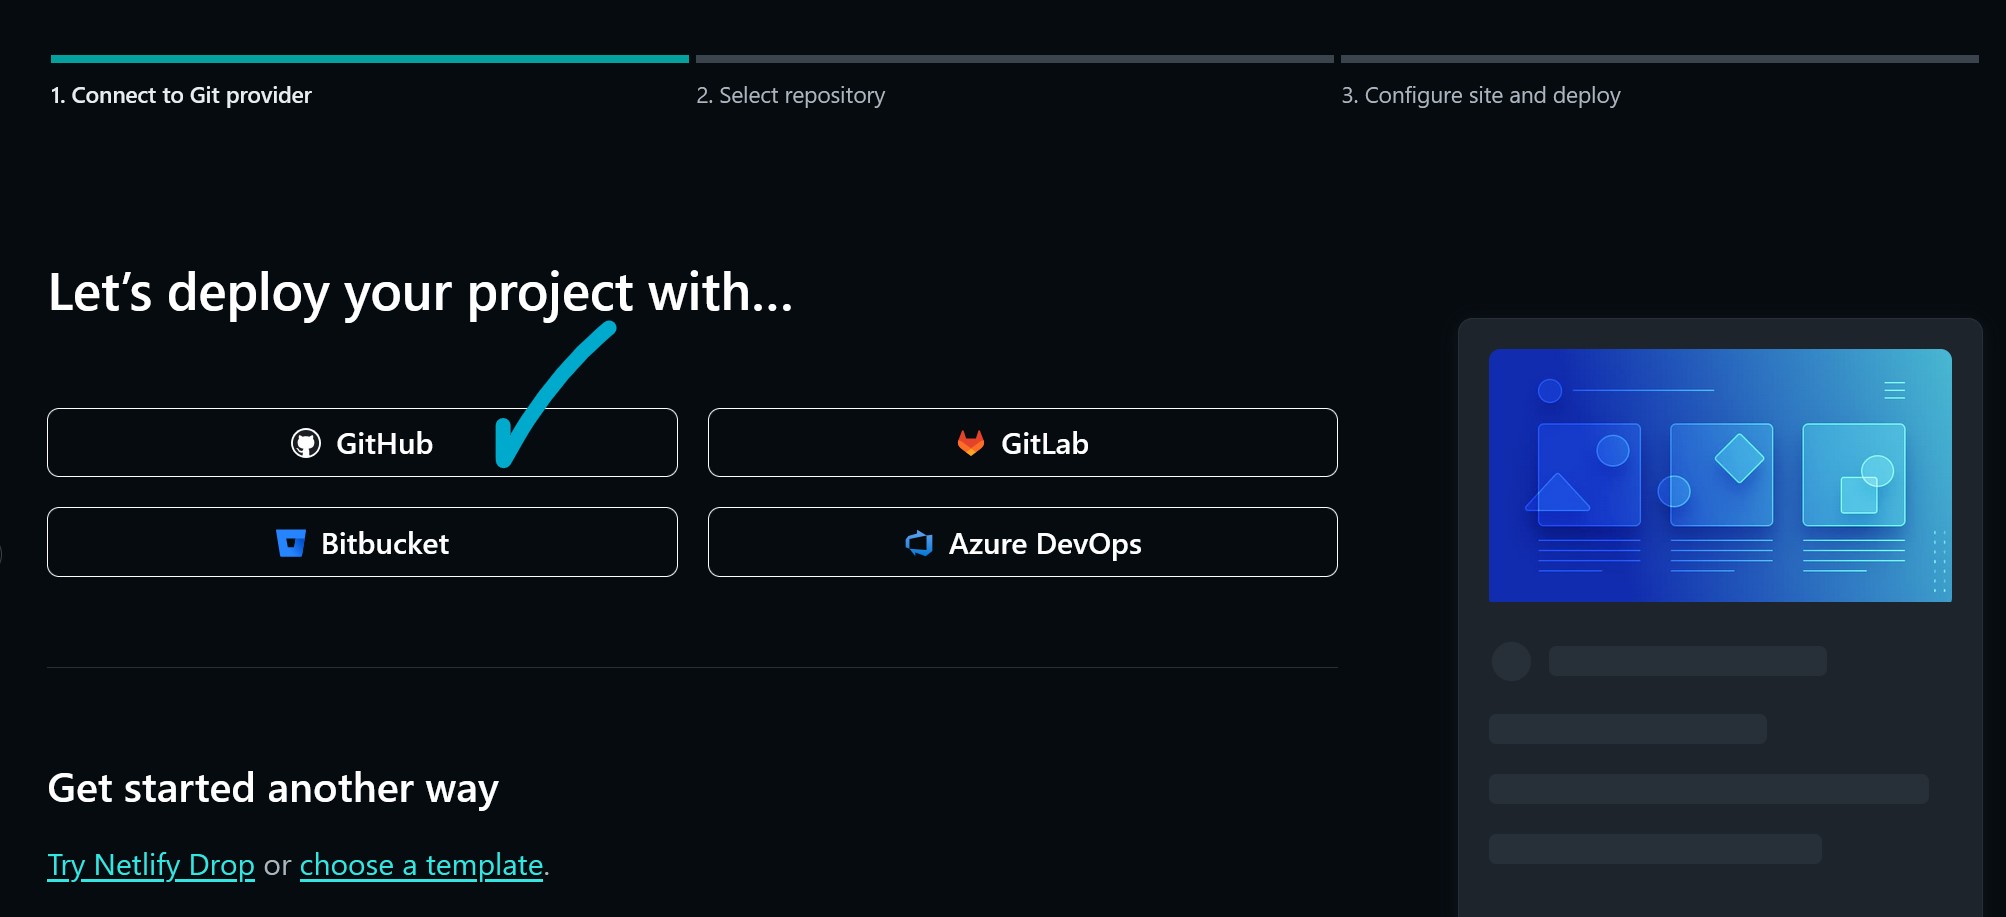 1. Connect to Git provider
2. Select repository
3. Configure site and deploy
Let’s deploy your project with…
GitHub
GitLab
Bitbucket
Azure DevOps
Get started another way
Try Netlify Drop or choose a template.